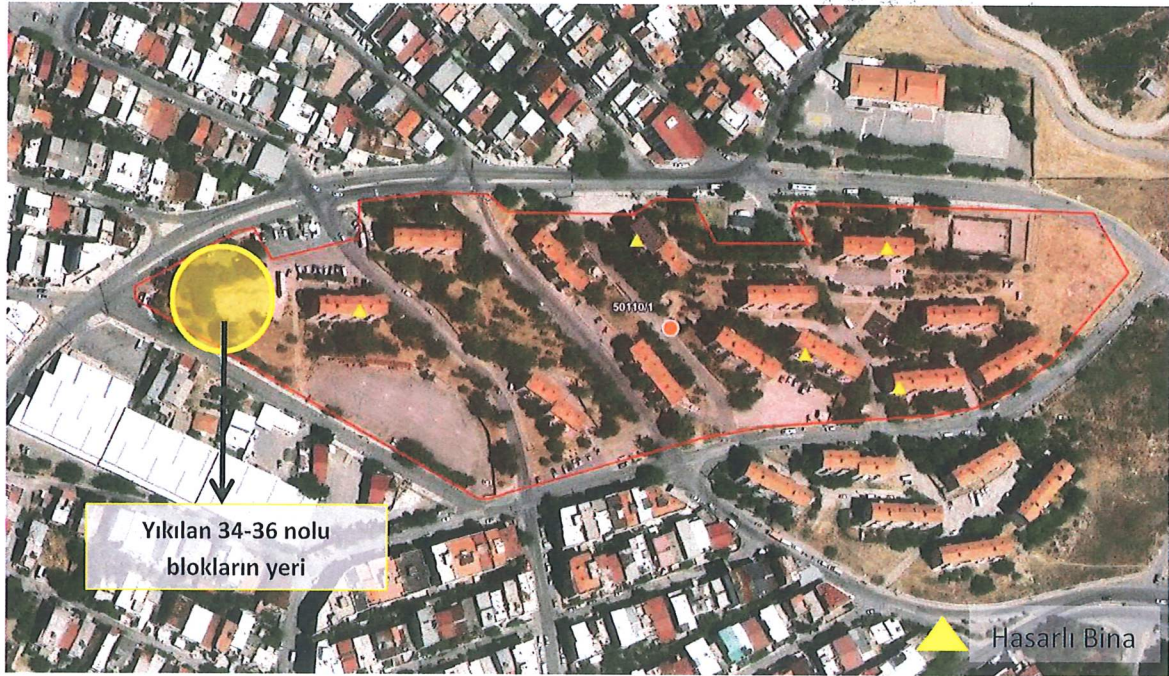 50110/1
Yıkılan 34-36 nolu
blokların yeri
Hasarlı Bina